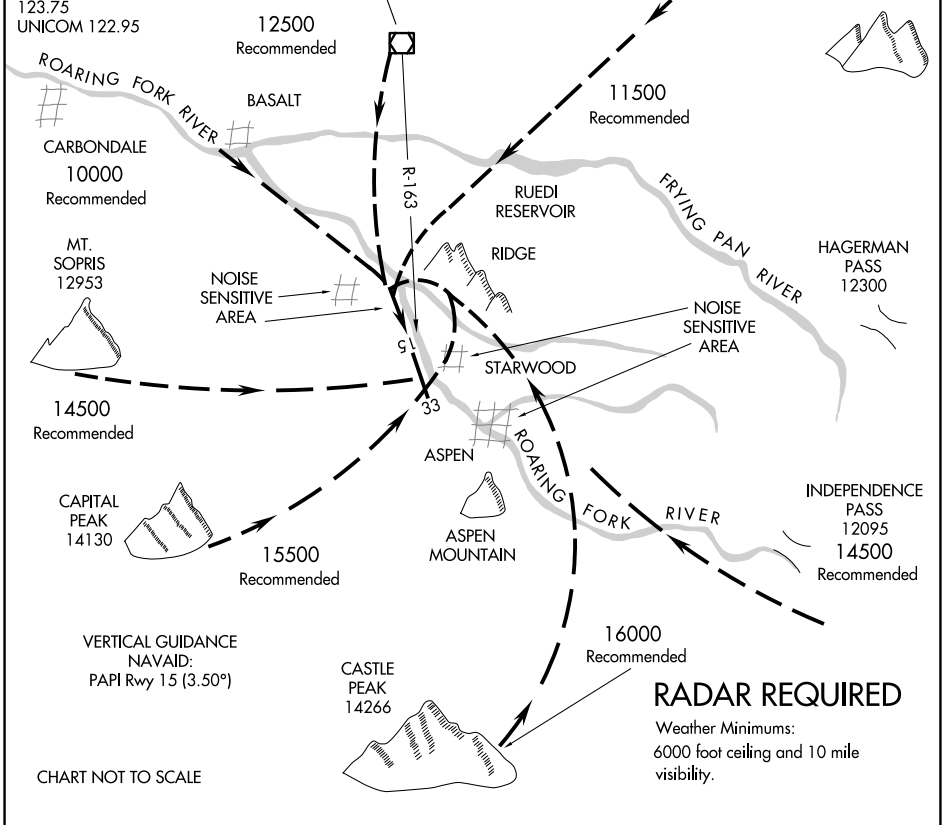 123.75
UNICOM 122.95
12500
Recommended
ROARING FORK RIVER
BASALT
11500
Recommended
CARBONDALE
10000
Recommended
R-163
RUEDI
RESERVOIR
FRYING PAN RIVER
MT.
SOPRIS
12953
NOISE
SENSITIVE
AREA
RIDGE
HAGERMAN
PASS
12300
NOISE
SENSITIVE
AREA
15
STARWOOD
33
14500
Recommended
ASPEN
ROARING FORK RIVER
CAPITAL
PEAK
14130
15500
Recommended
ASPEN
MOUNTAIN
INDEPENDENCE
PASS
12095
14500
Recommended
VERTICAL GUIDANCE
NAVAID:
PAPI Rwy 15 (3.50°)
CASTLE
PEAK
14266
16000
Recommended
RADAR REQUIRED
Weather Minimums:
6000 foot ceiling and 10 mile
visibility.
CHART NOT TO SCALE